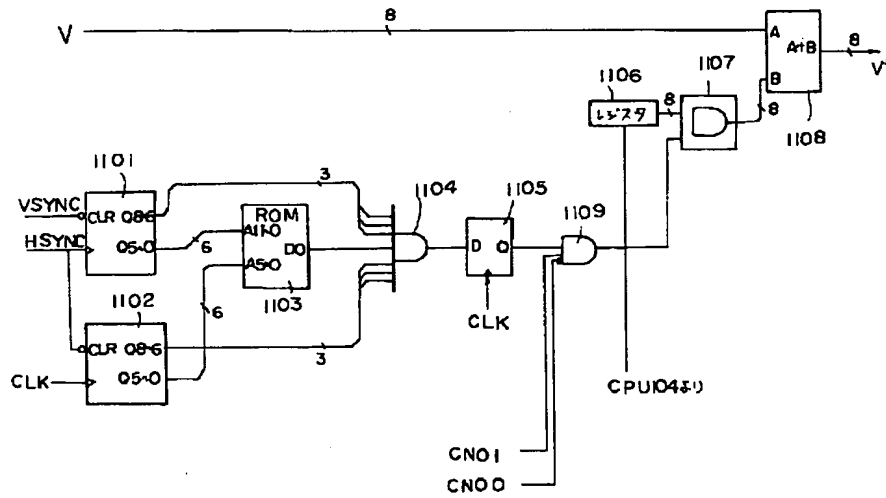 V
8
A
A+B
B
8
V'
1108
1106
レジスタ
8
1107
8
1101
VSYNC
CLR Q8-6
HSYNC
Q5~0
3
6
ROM
A11~0
D0
A5~0
1103
6
1104
1105
D Q
CLK
1109
1102
CLR Q8-6
Q5~0
CLK
3
CPU104より
CNO1
CNO0